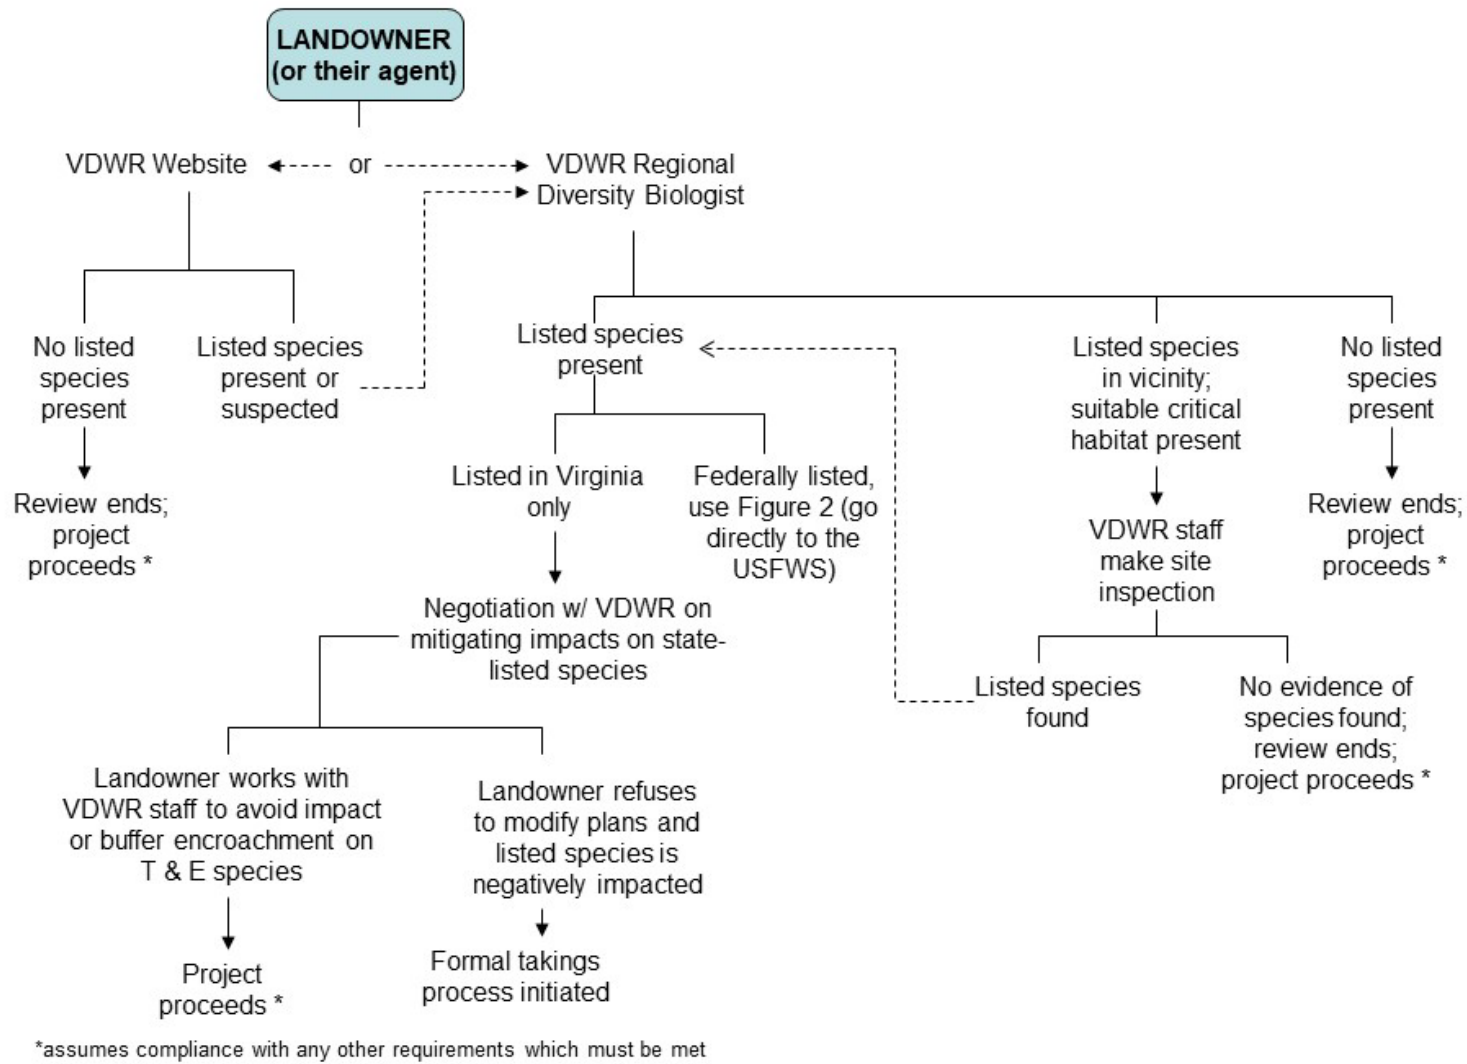 LANDOWNER
(or their agent)
VDWR Website
or
VDWR Regional
Diversity Biologist
No listed
species
present
Listed species
present or
suspected
Listed species
present
Listed species
in vicinity;
suitable critical
habitat present
No listed
species
present
Review ends;
project
proceeds *
Listed in Virginia
only
Federally listed,
use Figure 2 (go
directly to the
USFWS)
VDWR staff
make site
inspection
Review ends;
project
proceeds *
Negotiation w/ VDWR on
mitigating impacts on state-
listed species
Listed species
found
No evidence of
species found;
review ends;
project proceeds *
Landowner works with
VDWR staff to avoid impact
or buffer encroachment on
T & E species
Landowner refuses
to modify plans and
listed species is
negatively impacted
Project
proceeds *
Formal takings
process initiated
*assumes compliance with any other requirements which must be met